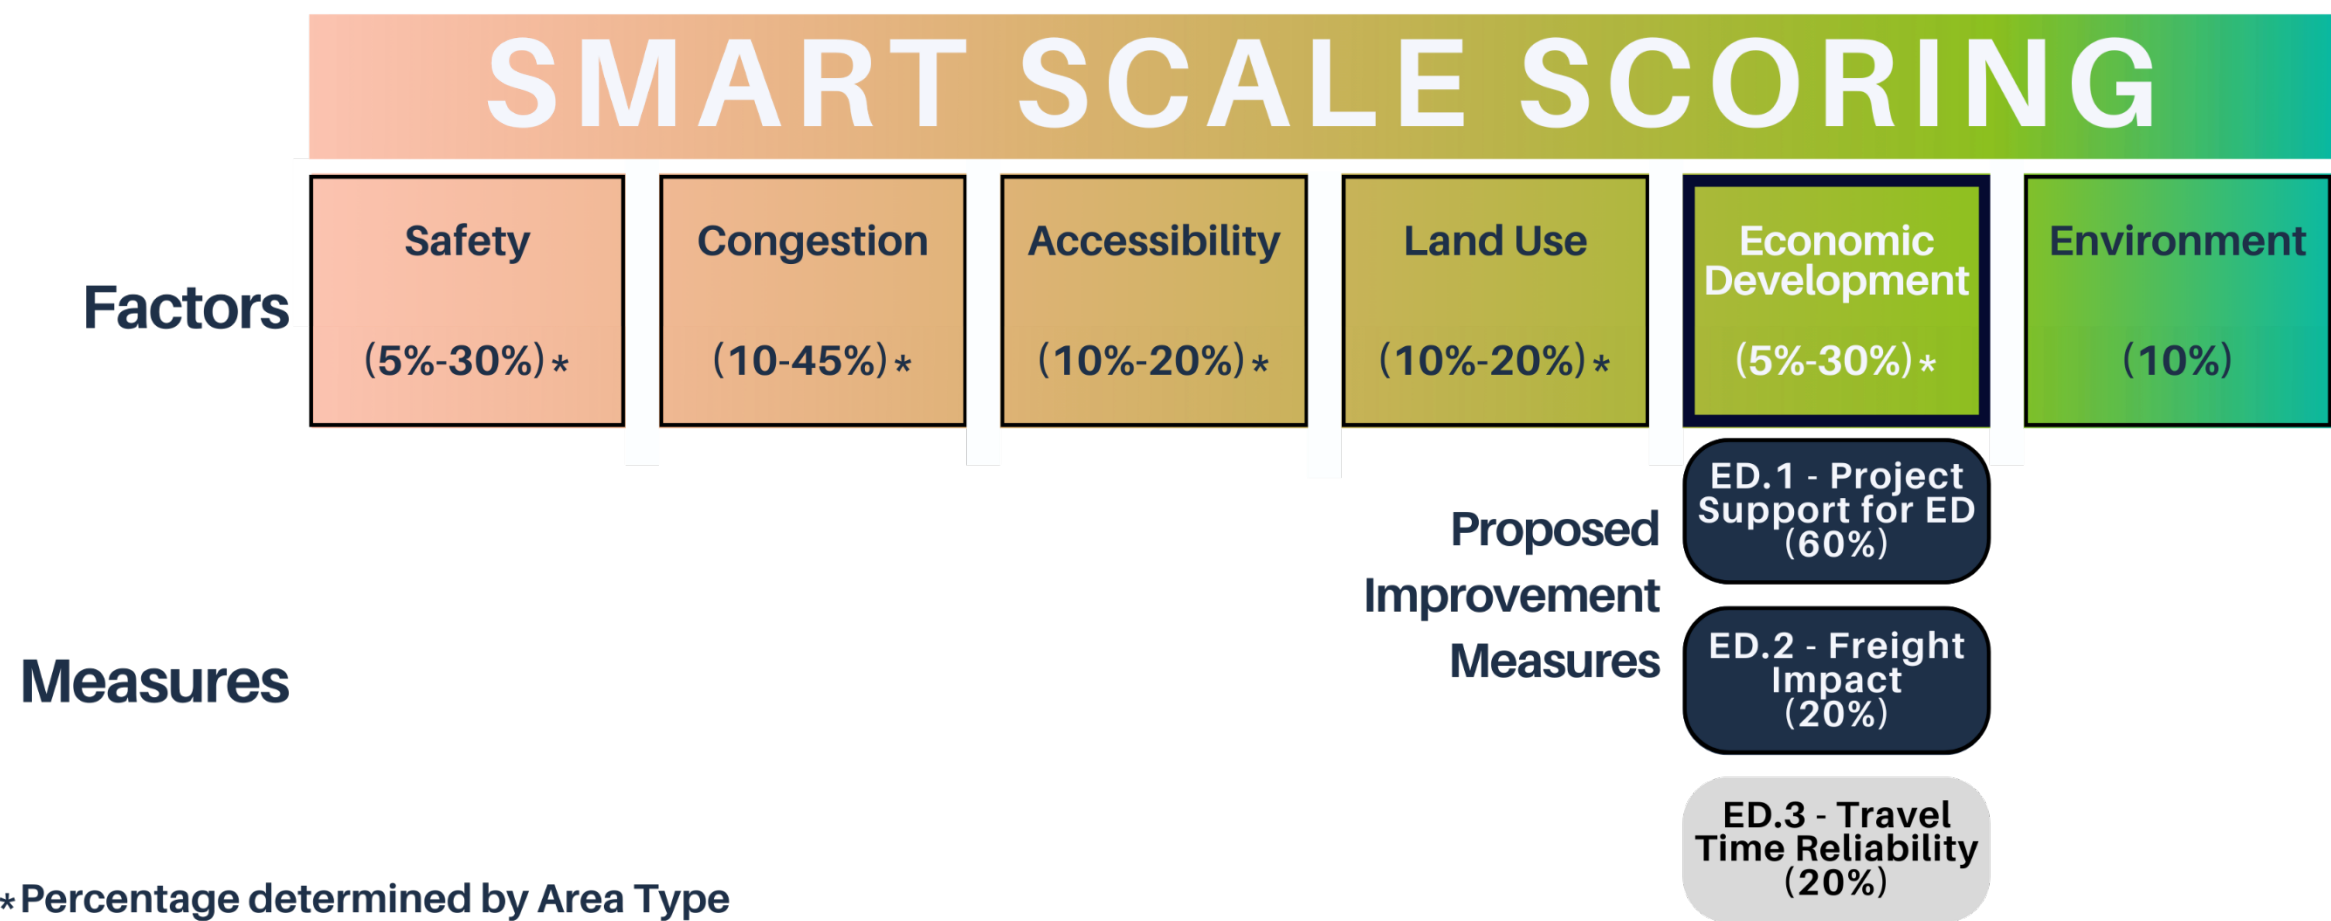 SMART SCALE SCORING
Factors
Safety
(5%-30%)*
Congestion
(10-45%)*
Accessibility
(10%-20%)*
Land Use
(10%-20%)*
Economic
Development
(5%-30%)*
Environment
(10%)
Measures
Proposed
Improvement
Measures
ED.1 - Project
Support for ED
(60%)
ED.2 - Freight
Impact
(20%)
ED.3 - Travel
Time Reliability
(20%)
*Percentage determined by Area Type